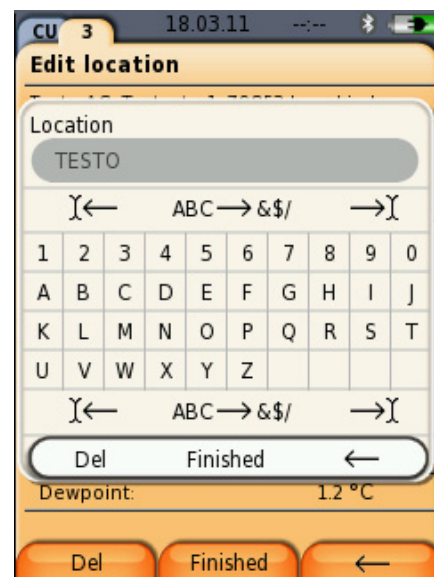 CU 3 18.03.11 --:--
Edit location
Location
TESTO
ABC → &$/
1 2 3 4 5 6 7 8 9 0
A B C D E F G H I J
K L M N O P Q R S T
U V W X Y Z
ABC → &$/
Del Finished ←
Dewpoint: 1.2 °C
Del Finished ←